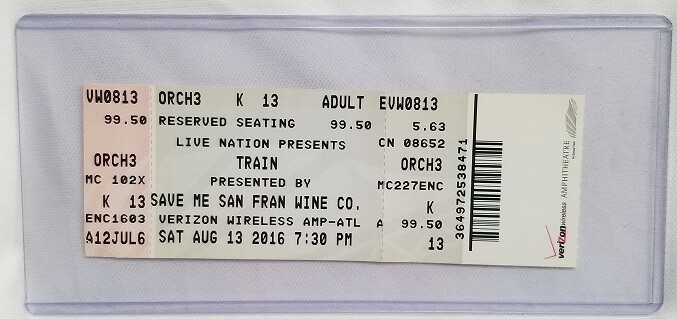 VW0813 ORCH3 K 13 ADULT EVW0813
99.50 RESERVED SEATING 99.50 5.63
LIVE NATION PRESENTS CN 08652
ORCH3 TRAIN ORCH3
MC 102X PRESENTED BY MC227ENC
K 13 SAVE ME SAN FRAN WINE CO. K
ENC1603 VERIZON WIRELESS AMP-ATL A 99.50
A12JUL6 SAT AUG 13 2016 7:30 PM 13
364972538471
verizonwireless AMPHITHEATRE